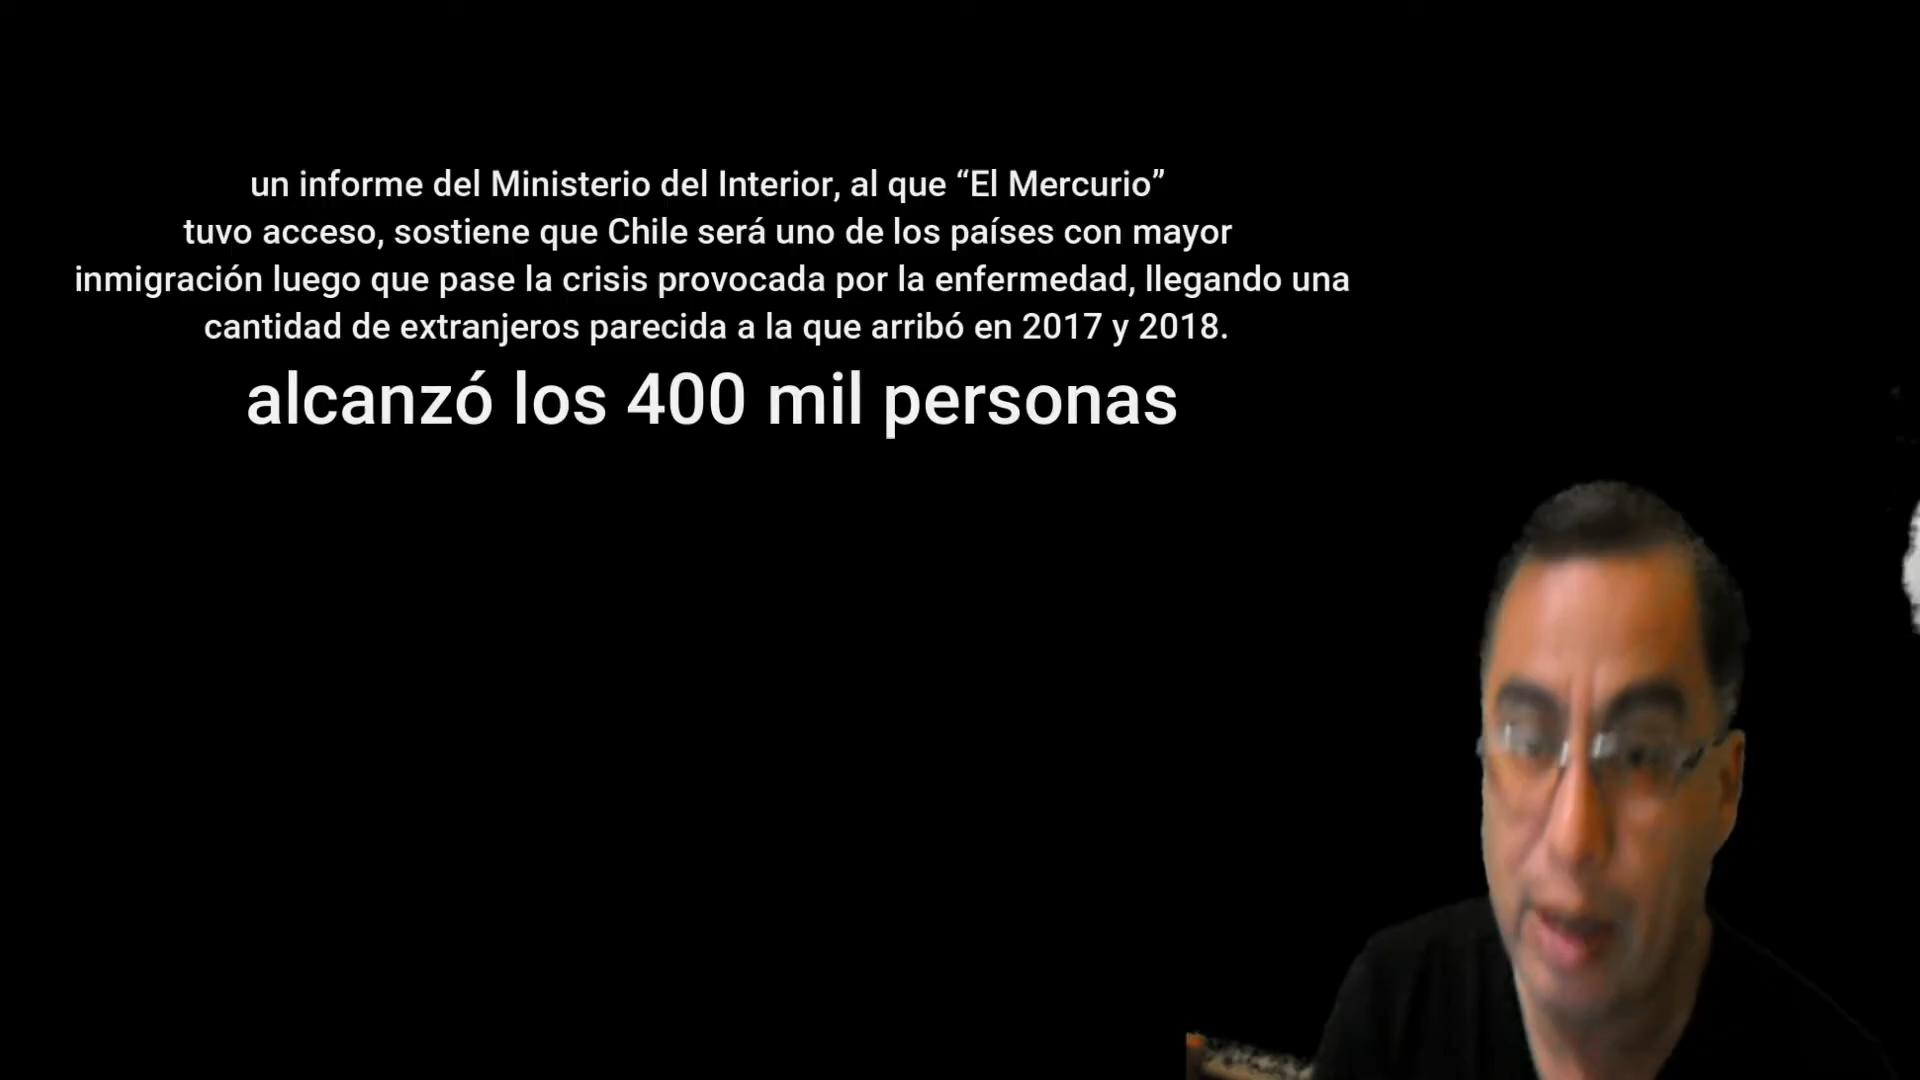 un informe del Ministerio del Interior, al que “El Mercurio”
tuvo acceso, sostiene que Chile será uno de los países con mayor
inmigración luego que pase la crisis provocada por la enfermedad, llegando una
cantidad de extranjeros parecida a la que arribó en 2017 y 2018.
alcanzó los 400 mil personas